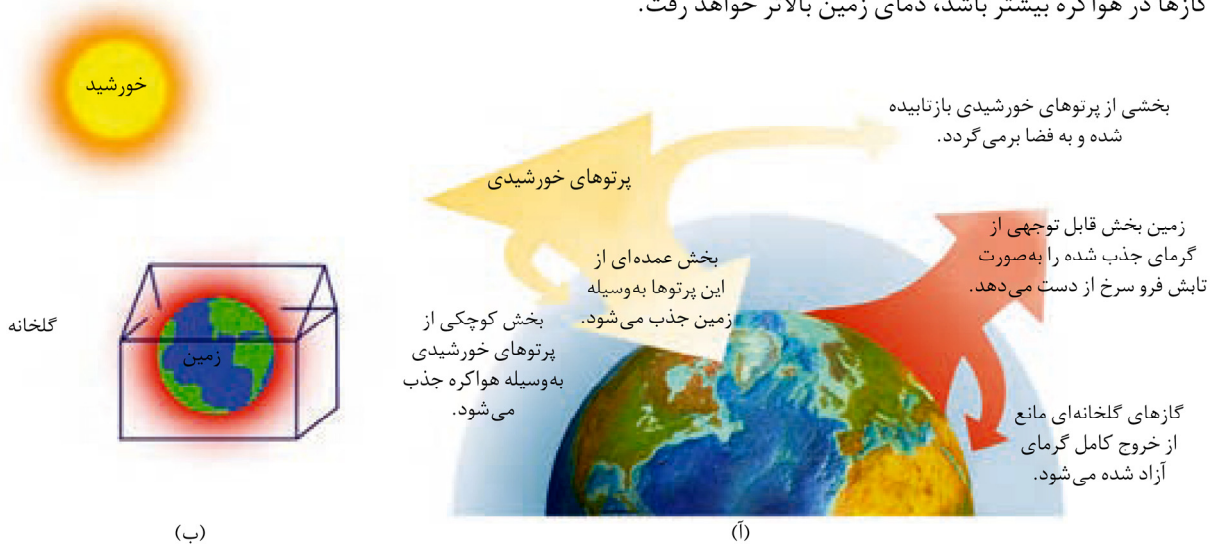 گازها در هواکره بیشتر باشد، دمای زمین بالاتر خواهد رفت.
بخشی از پرتوهای خورشیدی بازتابیده
شده و به فضا برمی‌گردد.
پرتوهای خورشیدی
زمین بخش قابل توجهی از
گرمای جذب شده را به‌صورت
تابش فرو سرخ از دست می‌دهد.
بخش عمده‌ای از
این پرتوها به‌وسیله
زمین جذب می‌شود.
بخش کوچکی از
پرتوهای خورشیدی
به‌وسیله هواکره جذب
می‌شود.
گازهای گلخانه‌ای مانع
از خروج کامل گرمای
آزاد شده می‌شود.
(آ)
خورشید
گلخانه
زمین
(ب)